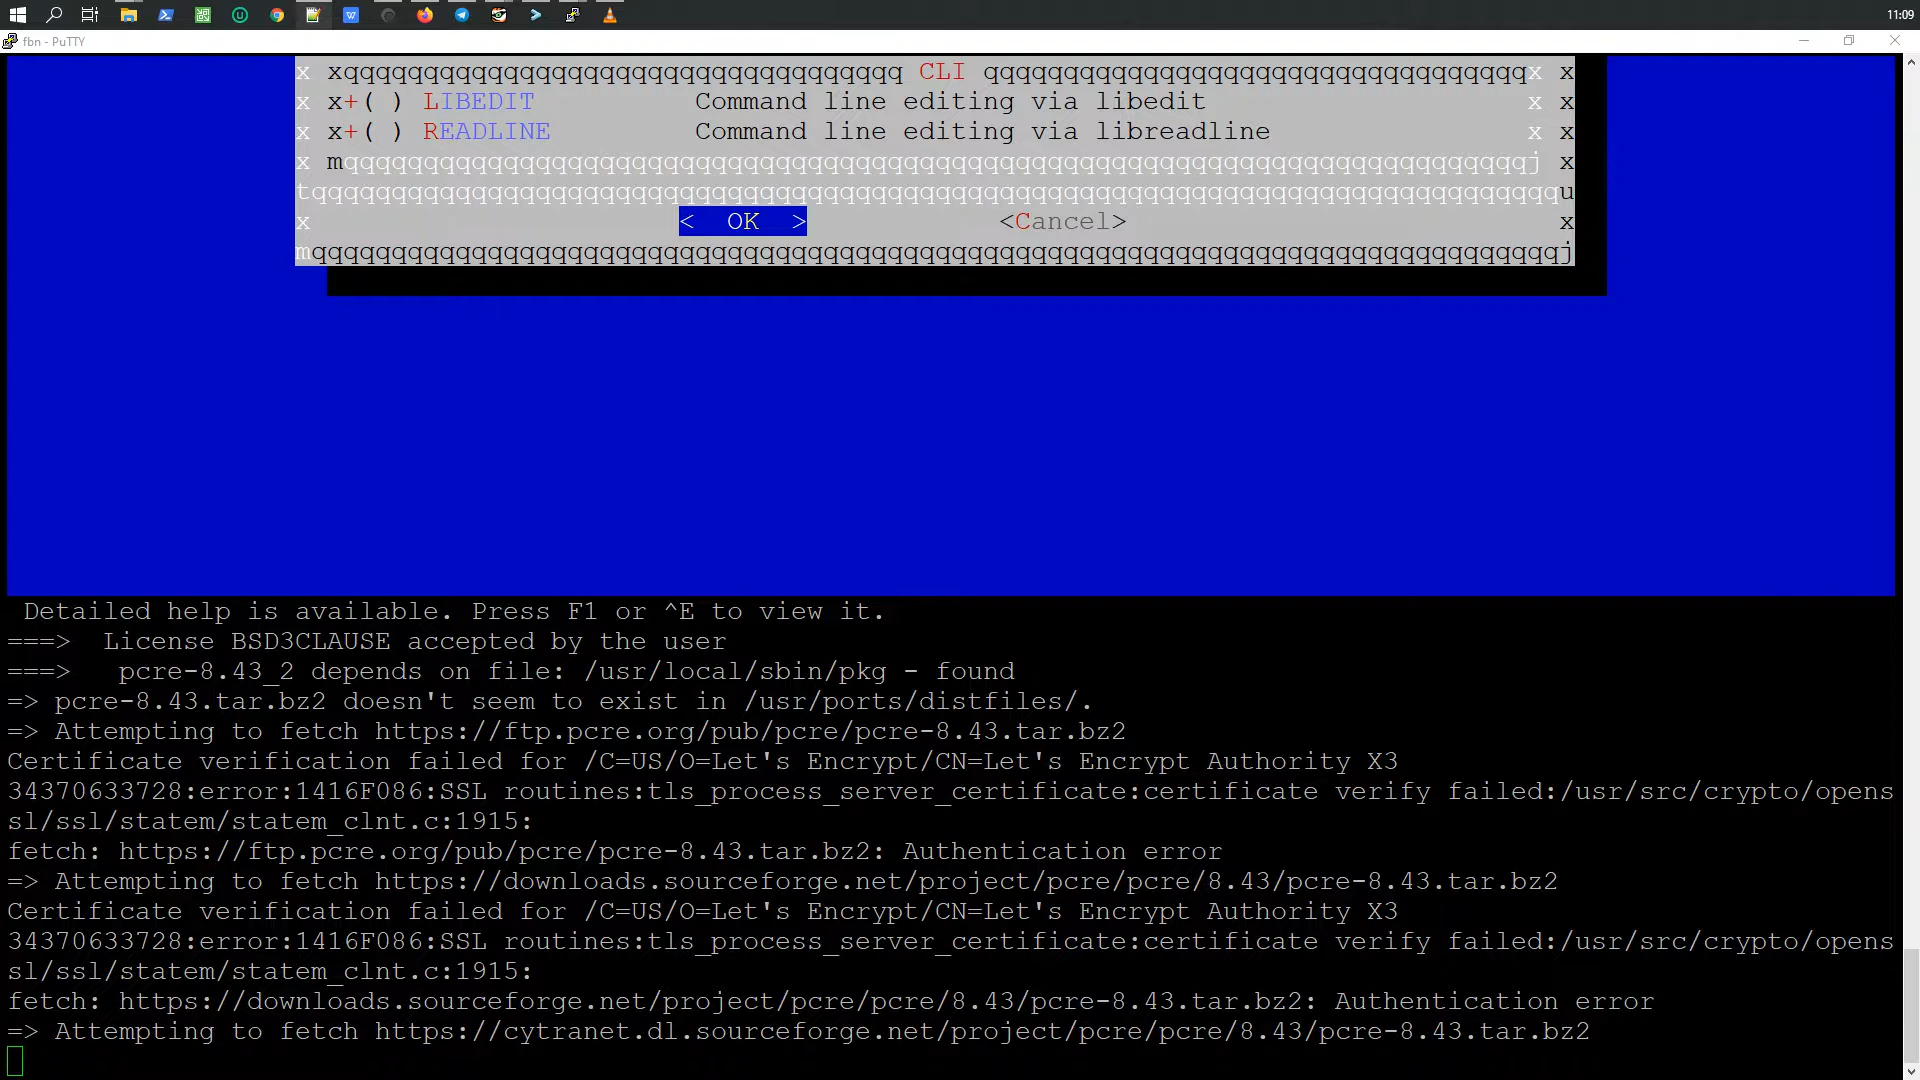 11:09
fbn - PuTTY
x xqqqqqqqqqqqqqqqqqqqqqqqqqqqqqqqqqqq CLI qqqqqqqqqqqqqqqqqqqqqqqqqqqqqqqqqqx x
x x+( ) LIBEDIT          Command line editing via libedit                    x x
x x+( ) READLINE         Command line editing via libreadline                x x
x mqqqqqqqqqqqqqqqqqqqqqqqqqqqqqqqqqqqqqqqqqqqqqqqqqqqqqqqqqqqqqqqqqqqqqqqqqqj x
tqqqqqqqqqqqqqqqqqqqqqqqqqqqqqqqqqqqqqqqqqqqqqqqqqqqqqqqqqqqqqqqqqqqqqqqqqqqqqqu
x                       <  OK  >            <Cancel>                           x
mqqqqqqqqqqqqqqqqqqqqqqqqqqqqqqqqqqqqqqqqqqqqqqqqqqqqqqqqqqqqqqqqqqqqqqqqqqqqqqj
Detailed help is available. Press F1 or ^E to view it.
===>  License BSD3CLAUSE accepted by the user
===>   pcre-8.43_2 depends on file: /usr/local/sbin/pkg - found
=> pcre-8.43.tar.bz2 doesn't seem to exist in /usr/ports/distfiles/.
=> Attempting to fetch https://ftp.pcre.org/pub/pcre/pcre-8.43.tar.bz2
Certificate verification failed for /C=US/O=Let's Encrypt/CN=Let's Encrypt Authority X3
34370633728:error:1416F086:SSL routines:tls_process_server_certificate:certificate verify failed:/usr/src/crypto/opens
sl/ssl/statem/statem_clnt.c:1915:
fetch: https://ftp.pcre.org/pub/pcre/pcre-8.43.tar.bz2: Authentication error
=> Attempting to fetch https://downloads.sourceforge.net/project/pcre/pcre/8.43/pcre-8.43.tar.bz2
Certificate verification failed for /C=US/O=Let's Encrypt/CN=Let's Encrypt Authority X3
34370633728:error:1416F086:SSL routines:tls_process_server_certificate:certificate verify failed:/usr/src/crypto/opens
sl/ssl/statem/statem_clnt.c:1915:
fetch: https://downloads.sourceforge.net/project/pcre/pcre/8.43/pcre-8.43.tar.bz2: Authentication error
=> Attempting to fetch https://cytranet.dl.sourceforge.net/project/pcre/pcre/8.43/pcre-8.43.tar.bz2